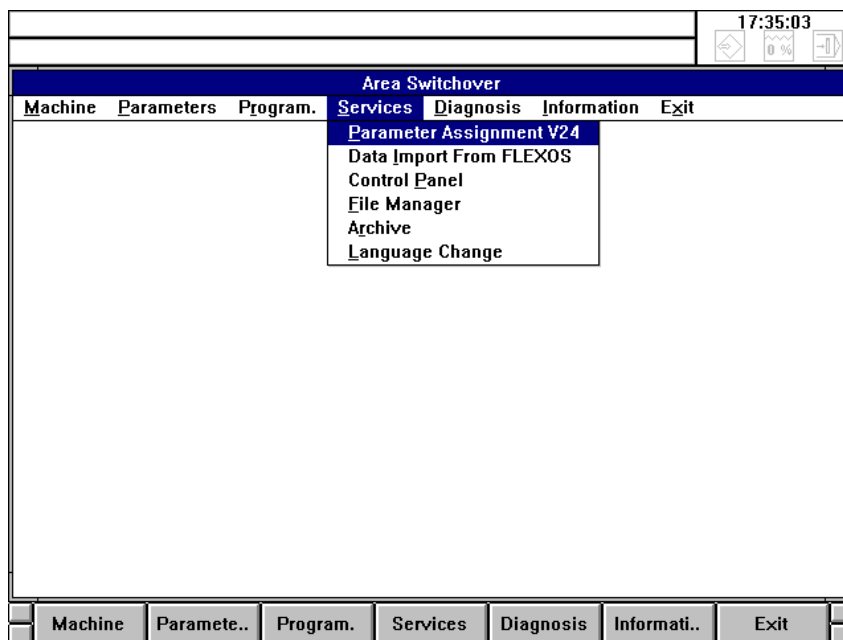 17:35:03
0 %
Area Switchover
Machine Parameters Program. Services Diagnosis Information Exit
Parameter Assignment V24
Data Import From FLEXOS
Control Panel
File Manager
Archive
Language Change
Machine Paramete.. Program. Services Diagnosis Informati.. Exit